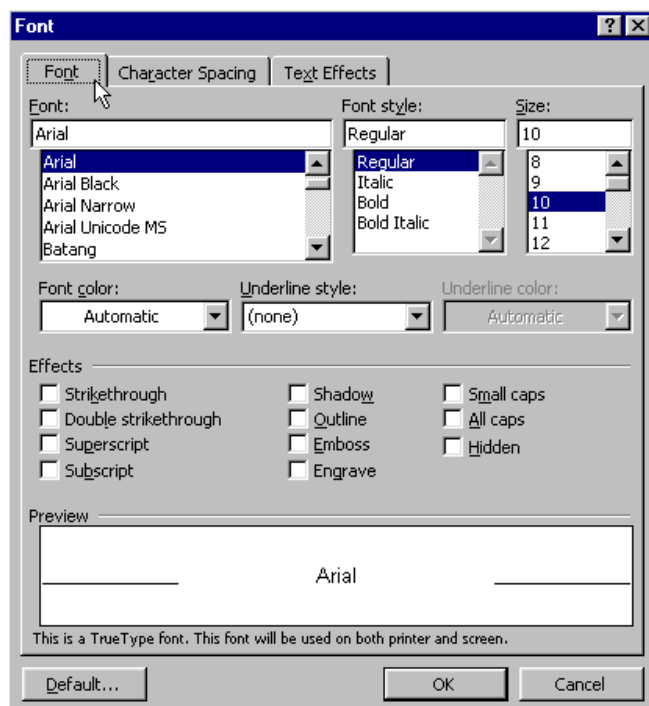 Font
Font Character Spacing Text Effects
Font: Font style: Size:
Arial Regular 10
Arial Regular 8
Arial Black Italic 9
Arial Narrow Bold 10
Arial Unicode MS Bold Italic 11
Batang 12
Font color: Underline style: Underline color:
Automatic (none) Automatic
Effects
Strikethrough Shadow Small caps
Double strikethrough Outline All caps
Superscript Emboss Hidden
Subscript Engrave
Preview
Arial
This is a TrueType font. This font will be used on both printer and screen.
Default... OK Cancel